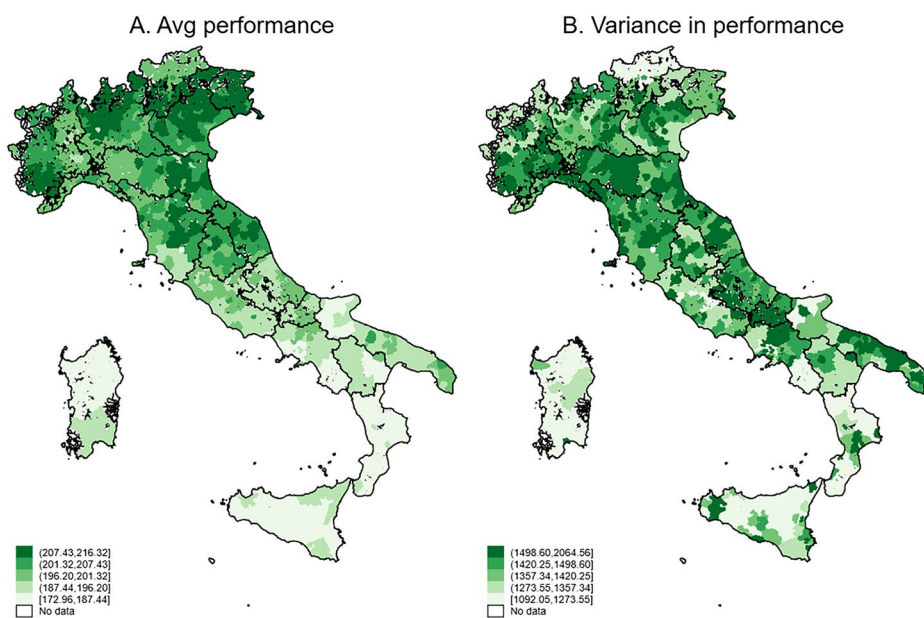 A. Avg performance
B. Variance in performance
(207.43,216.32]
(201.32,207.43]
(196.20,201.32]
(187.44,196.20]
[172.96,187.44]
No data
(1498.60,2064.56]
(1420.25,1498.60]
(1357.34,1420.25]
(1273.55,1357.34]
[1092.05,1273.55]
No data